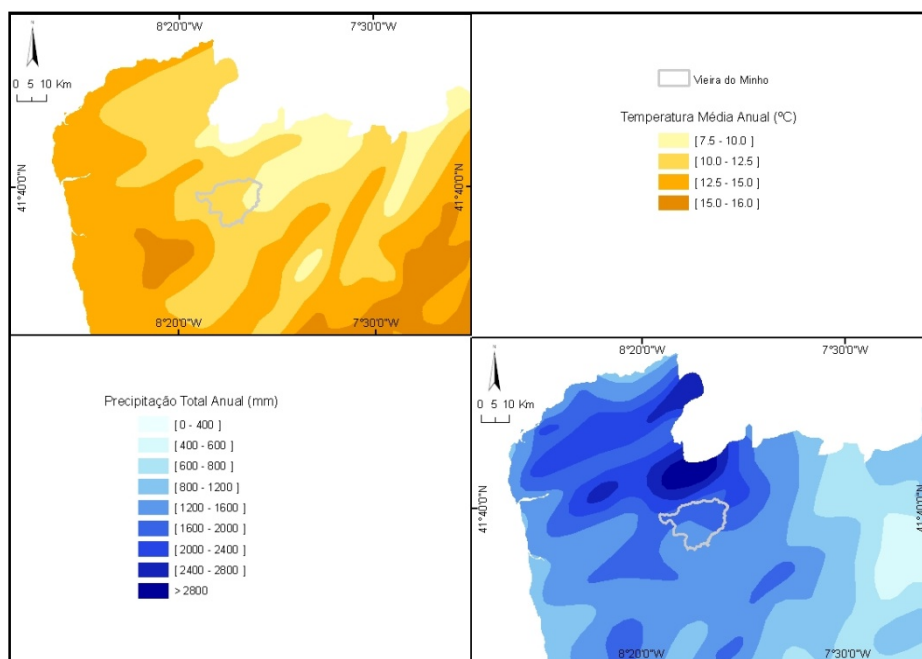 8°20'0"W 7°30'0"W
N
0 5 10 Km
41°40'0"N 41°40'0"N
8°20'0"W 7°30'0"W
Vieira do Minho
Temperatura Média Anual (ºC)
[ 7.5 - 10.0 ]
[ 10.0 - 12.5 ]
[ 12.5 - 15.0 ]
[ 15.0 - 16.0 ]
Precipitação Total Anual (mm)
[ 0 - 400 ]
[ 400 - 600 ]
[ 600 - 800 ]
[ 800 - 1200 ]
[ 1200 - 1600 ]
[ 1600 - 2000 ]
[ 2000 - 2400 ]
[ 2400 - 2800 ]
> 2800
8°20'0"W 7°30'0"W
N
0 5 10 Km
41°40'0"N 41°40'0"N
8°20'0"W 7°30'0"W